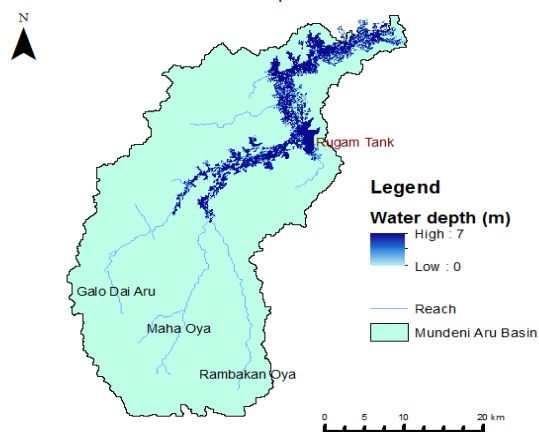 N
Rugam Tank
Legend
Water depth (m)
High : 7
Low : 0
Galo Dai Aru
Reach
Maha Oya
Mundeni Aru Basin
Rambakan Oya
0 5 10 20 km